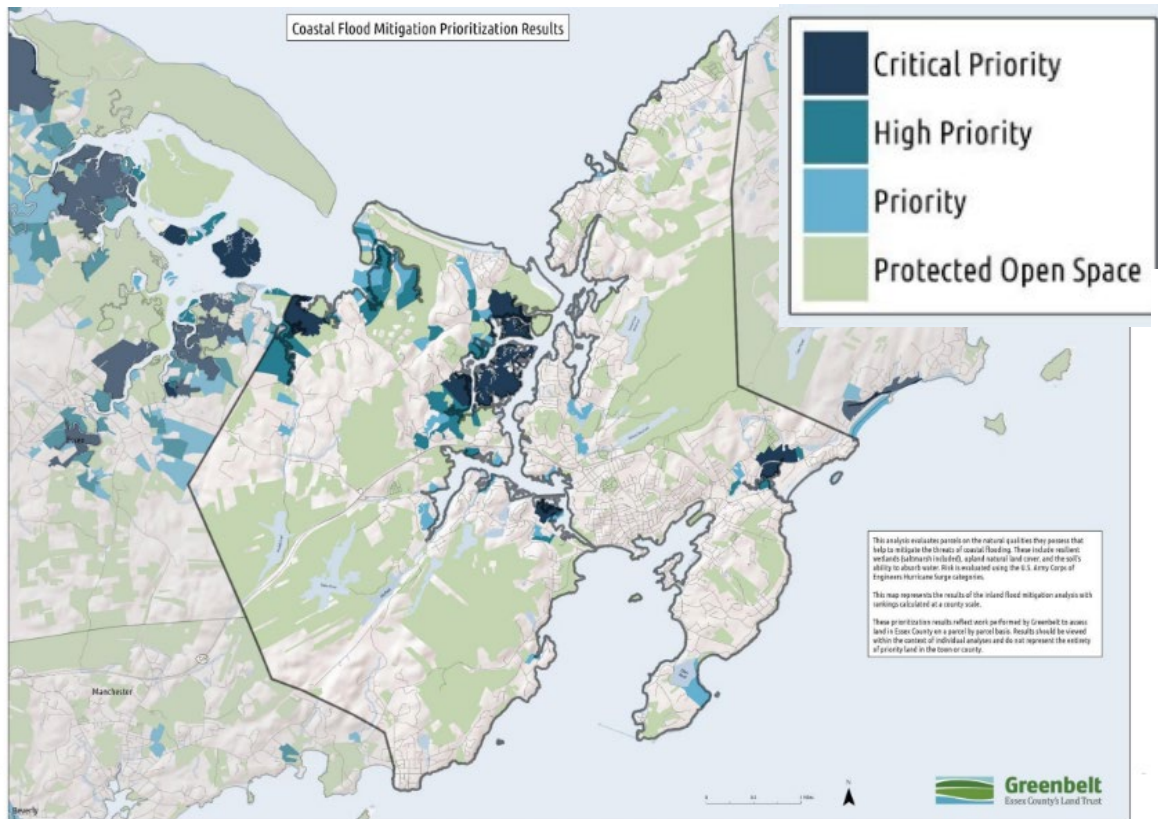 Coastal Flood Mitigation Prioritization Results
Critical Priority
High Priority
Priority
Protected Open Space
Essex
Manchester
Beverly
This analysis evaluates parcels on the natural qualities they possess that
help to mitigate the threats of coastal flooding. These include resilient
wetlands (saltmarsh included), upland natural land cover, and the soil's
ability to absorb water. Risk is evaluated using the U.S. Army Corps of
Engineers Hurricane Surge categories.
This map represents the results of the inland flood mitigation analysis with
rankings calculated at a county scale.
These prioritization results reflect work performed by Greenbelt to assess
land in Essex County on a parcel by parcel basis. Results should be viewed
within the context of individual analyses and do not represent the entirety
of priority land in the town or county.
0 0.5 1 Miles
N
Greenbelt
Essex County's Land Trust